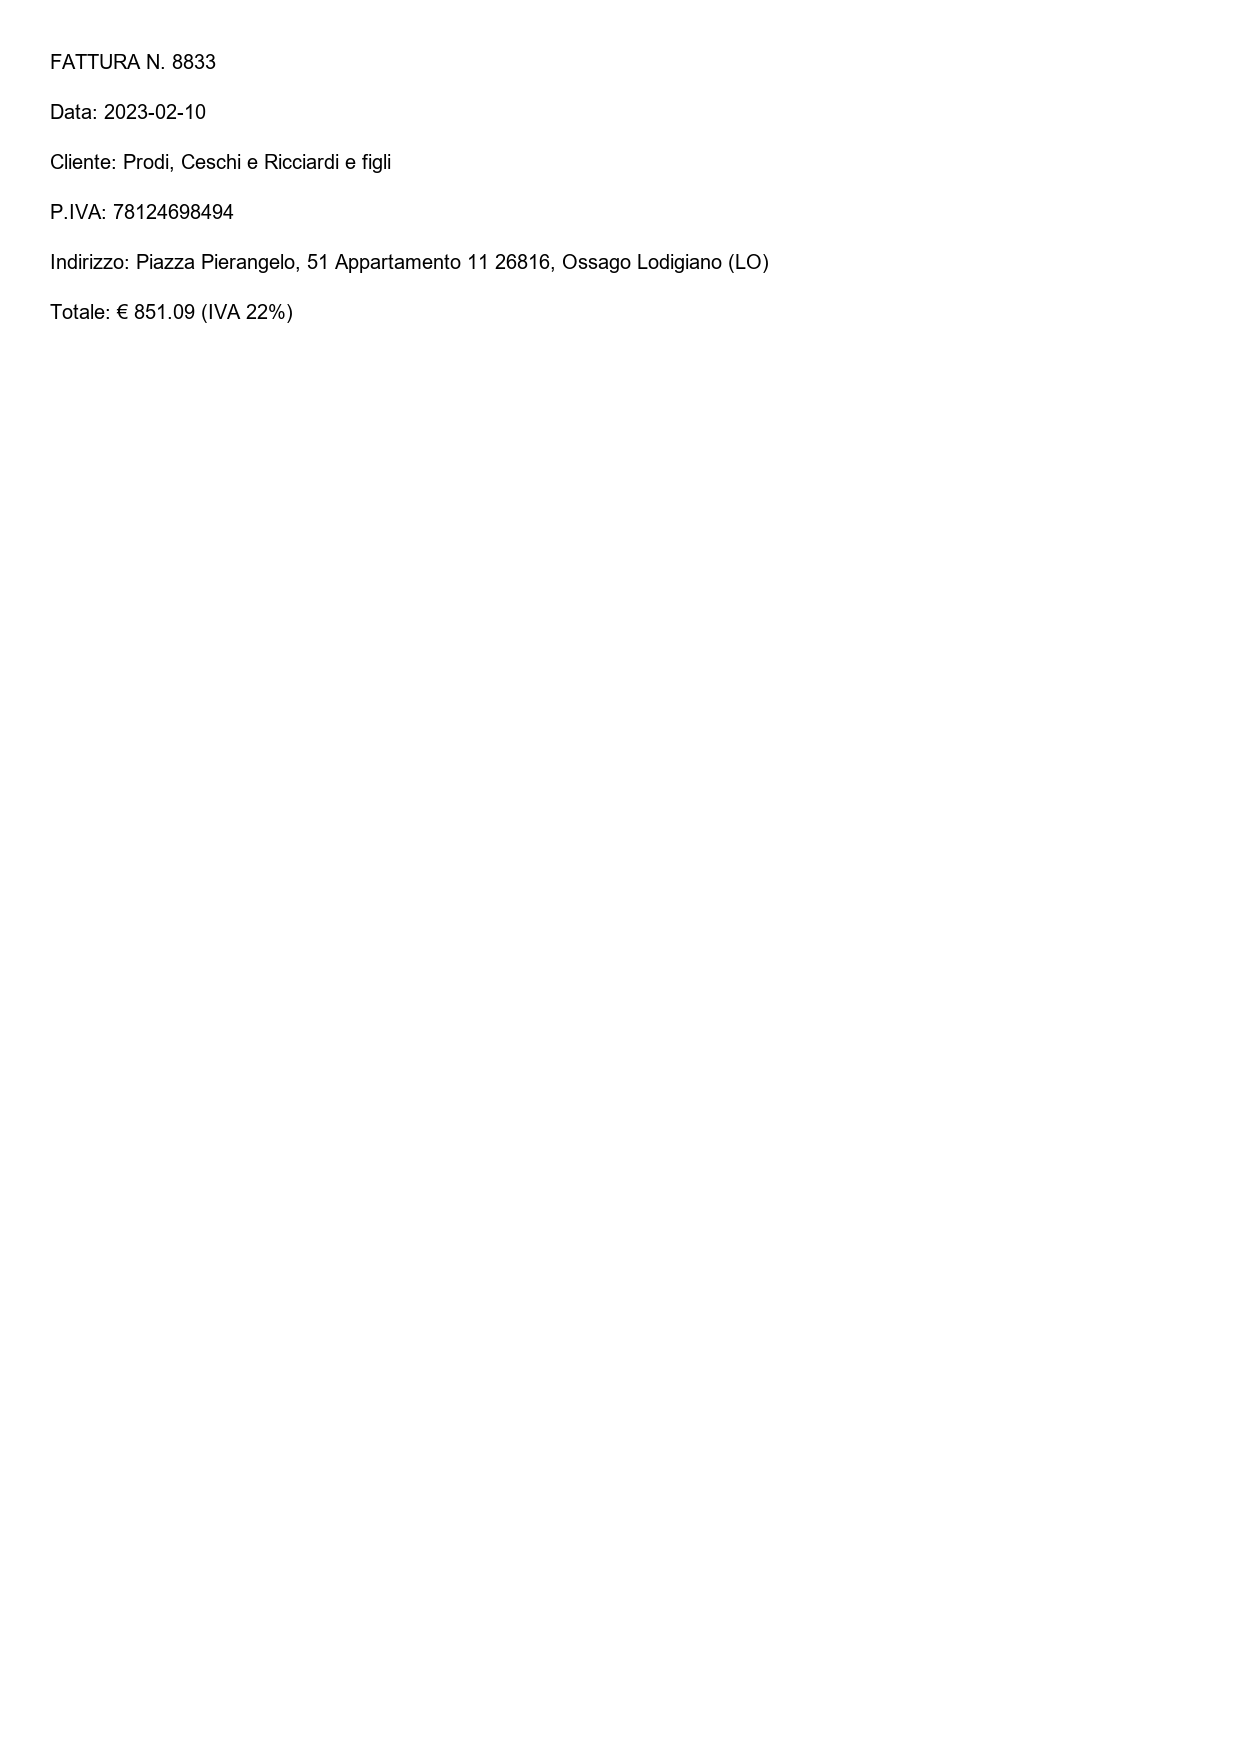 FATTURA N. 8833
Data: 2023-02-10
Cliente: Prodi, Ceschi e Ricciardi e figli
P.IVA: 78124698494
Indirizzo: Piazza Pierangelo, 51 Appartamento 11 26816, Ossago Lodigiano (LO)
Totale: € 851.09 (IVA 22%)